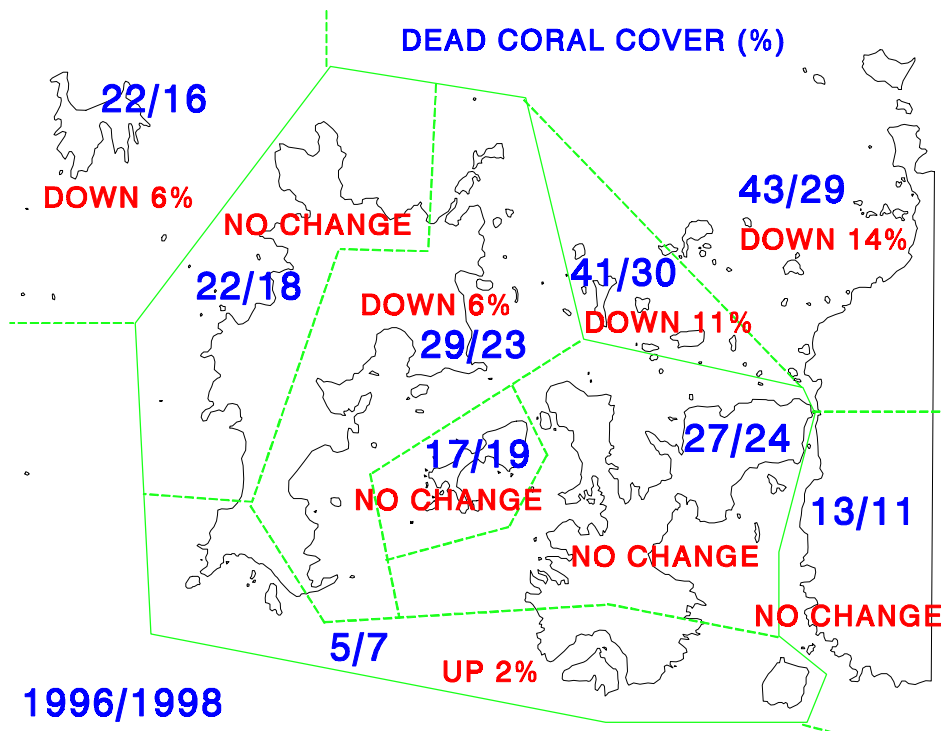 DEAD CORAL COVER (%)
22/16
DOWN 6%
43/29
DOWN 14%
NO CHANGE
22/18
41/30
DOWN 11%
DOWN 6%
29/23
17/19
NO CHANGE
27/24
NO CHANGE
13/11
NO CHANGE
5/7
UP 2%
1996/1998